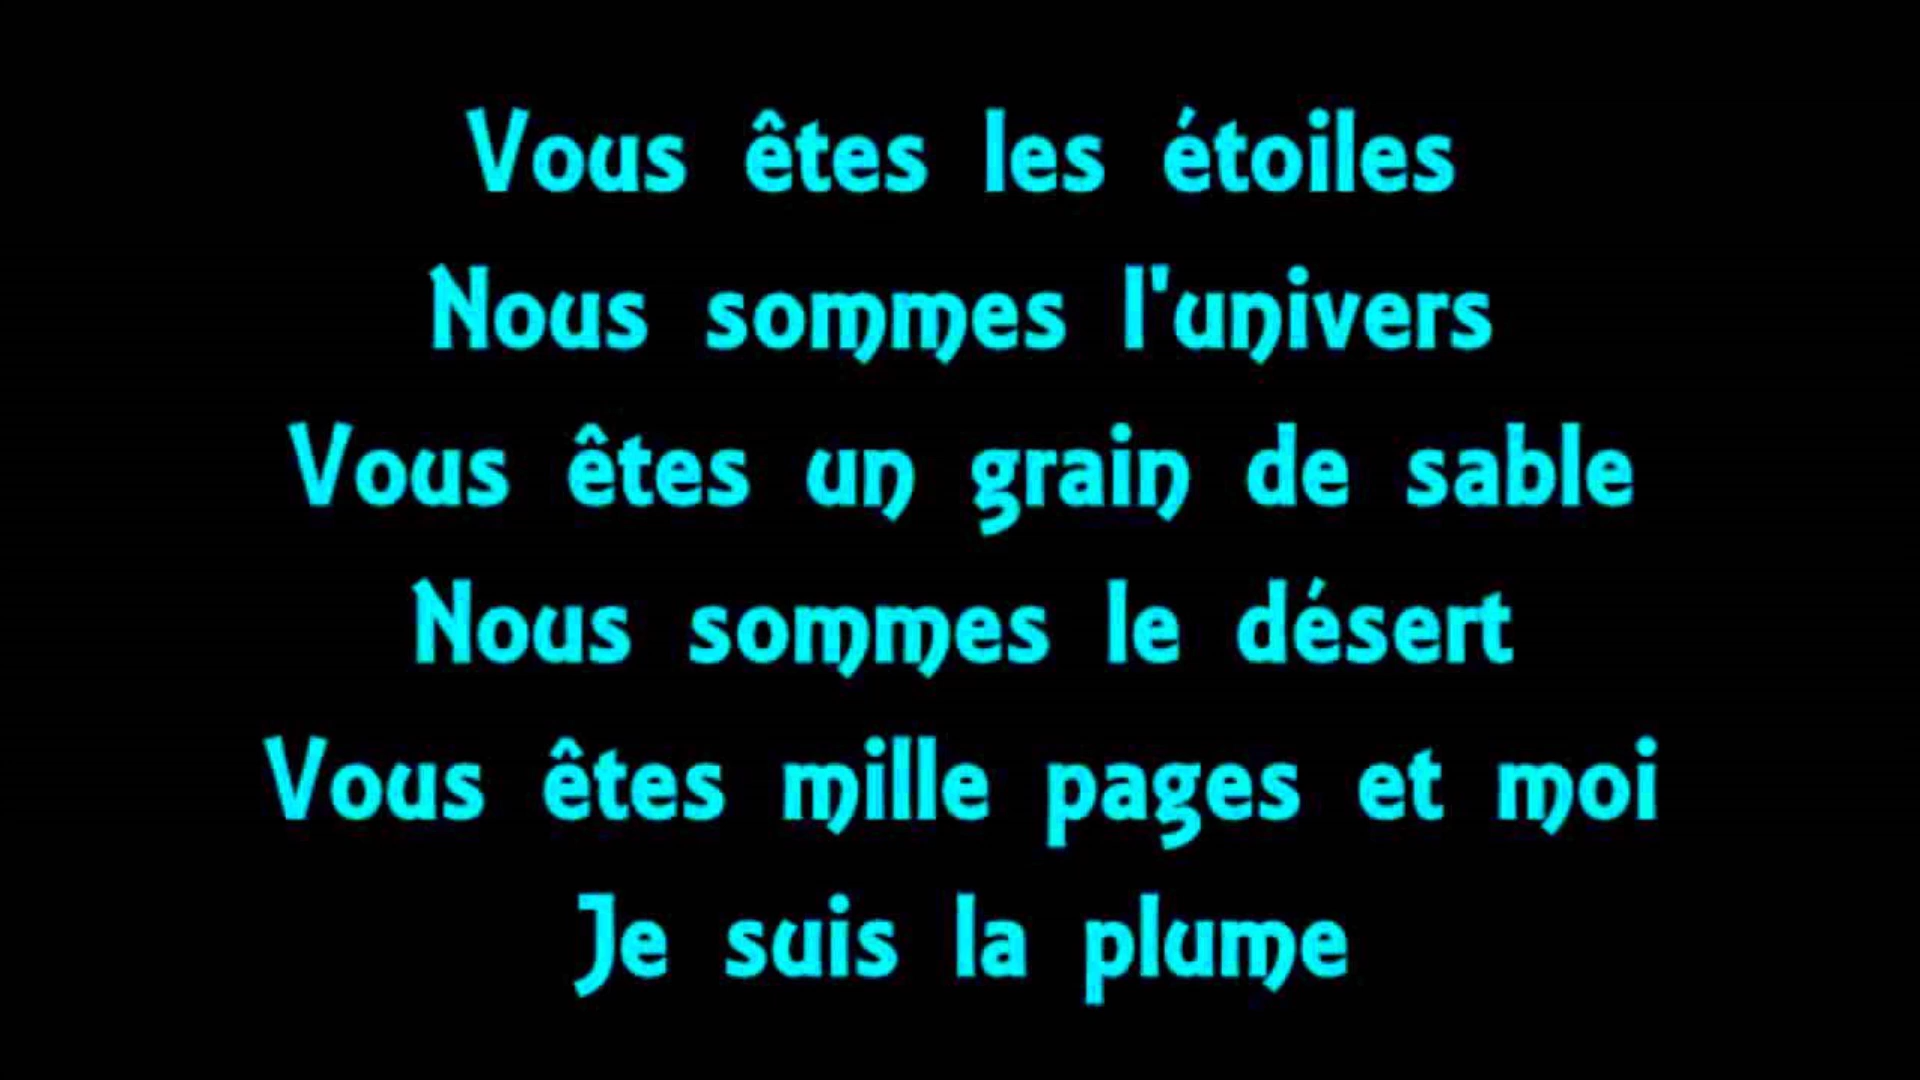 Vous êtes les étoiles
Nous sommes l'univers
Vous êtes un grain de sable
Nous sommes le désert
Vous êtes mille pages et moi
Je suis la plume